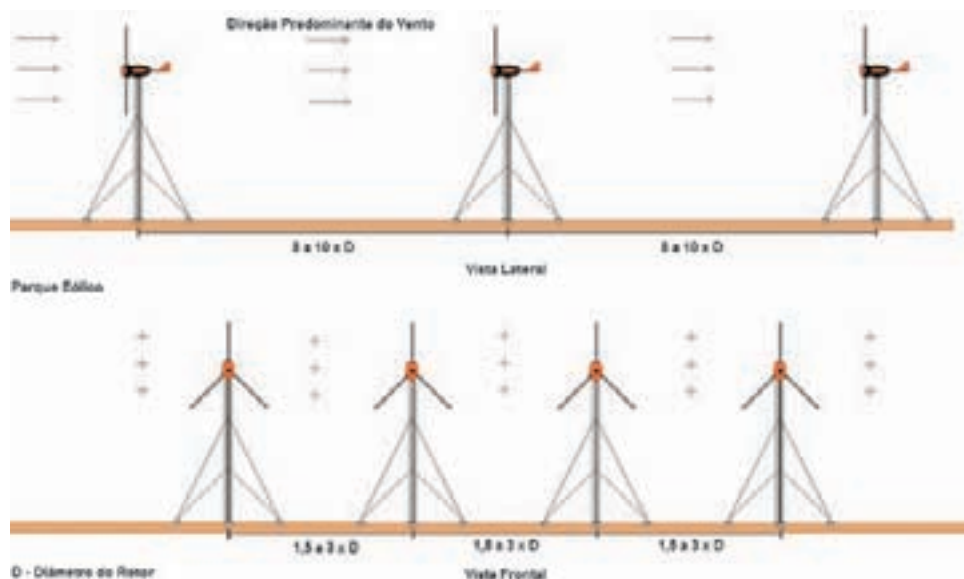 Direção Predominante do Vento
8 a 10 x D
8 a 10 x D
Vista Lateral
Parque Eólico
1,5 a 3 x D
1,5 a 3 x D
1,5 a 3 x D
D - Diâmetro do Rotor
Vista Frontal